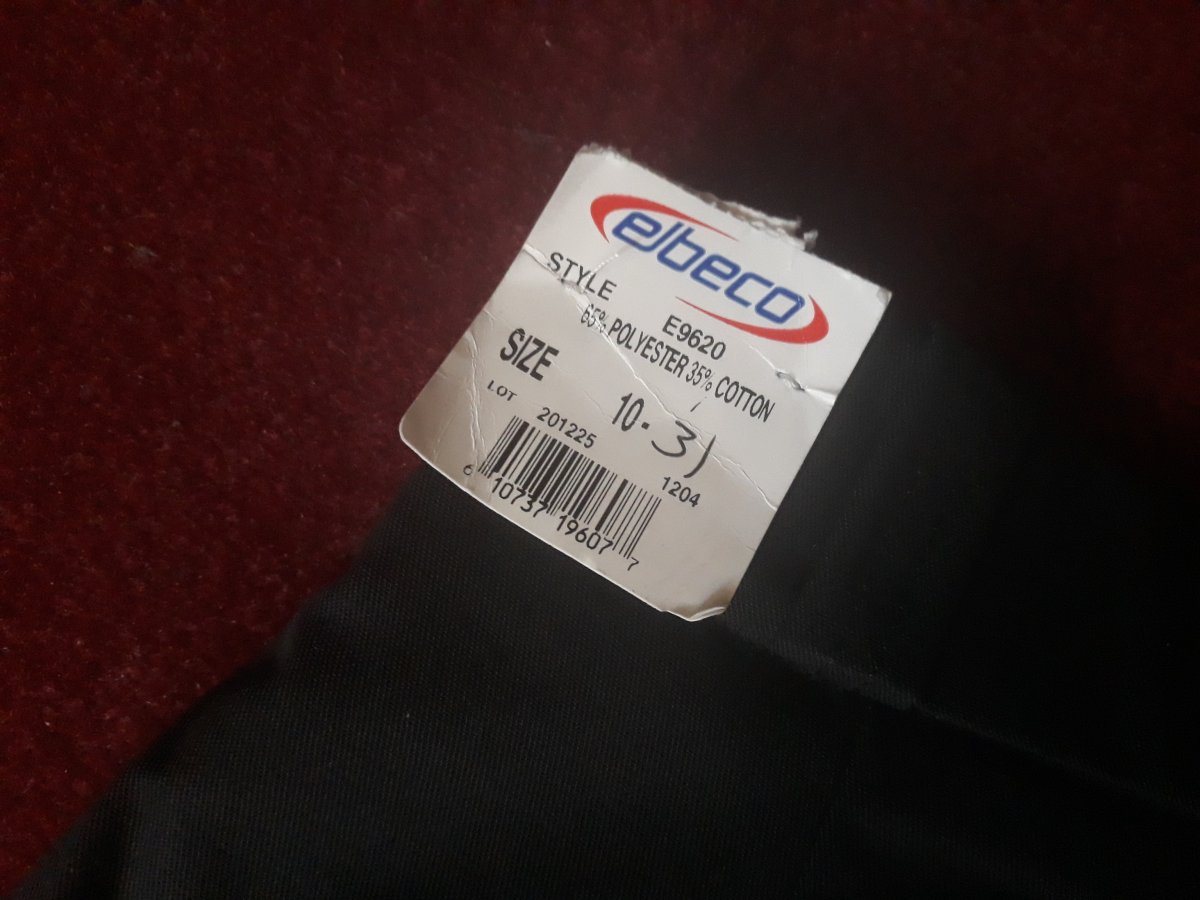 elbeco
STYLE E9620
65% POLYESTER 35% COTTON
SIZE 10-31
LOT 201225 1204
6 10737 19607 7